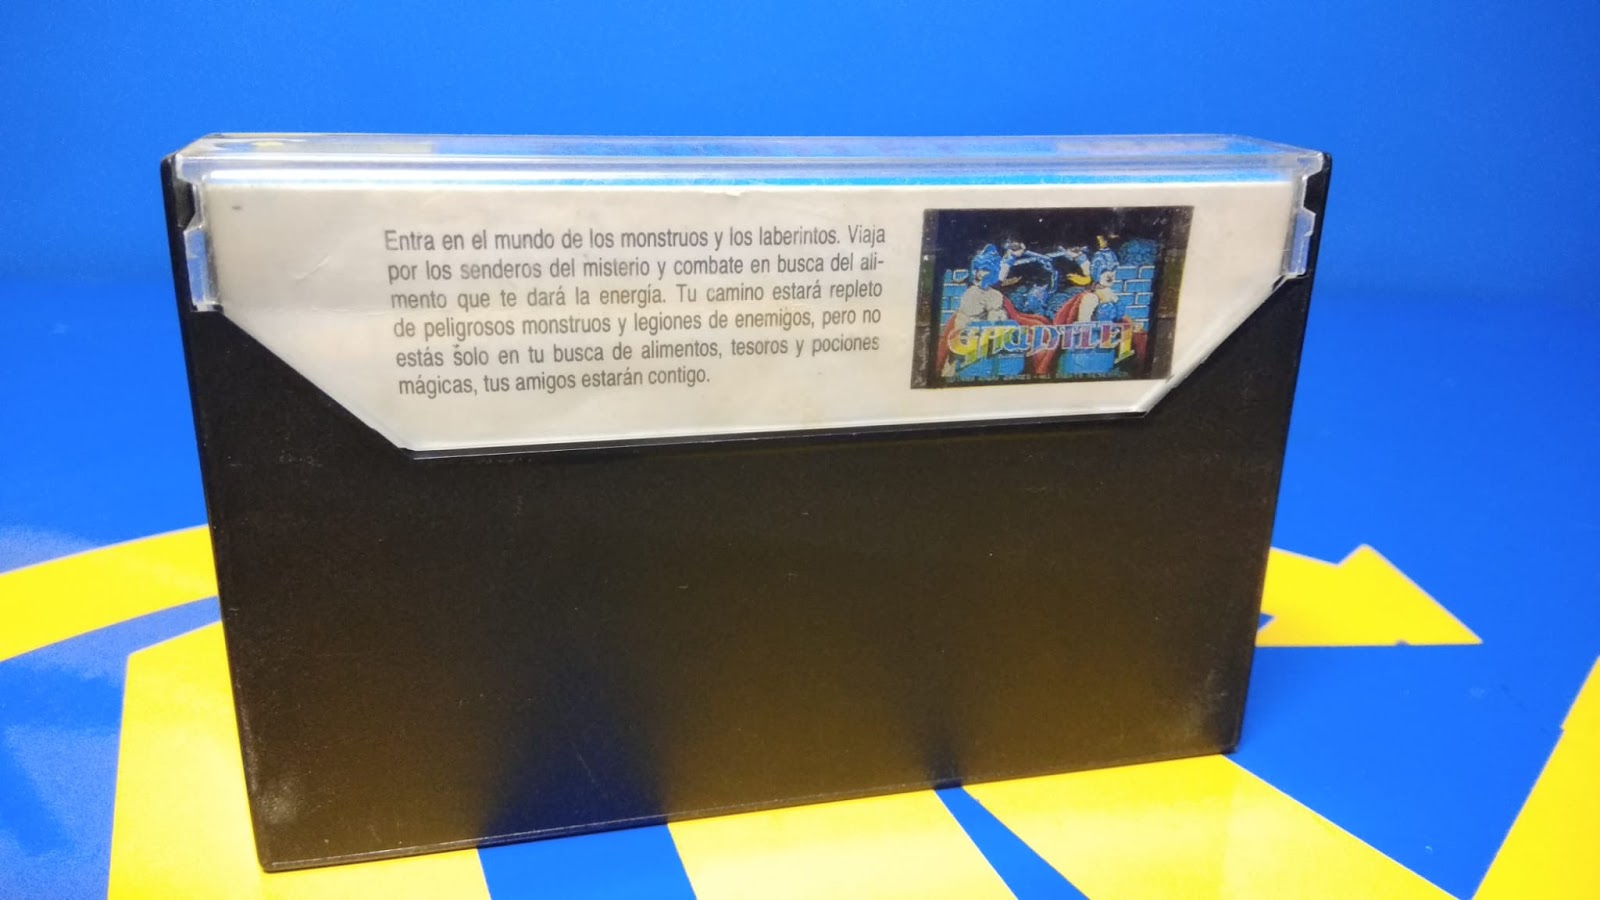 Entra en el mundo de los monstruos y los laberintos. Viaja
por los senderos del misterio y combate en busca del ali-
mento que te dará la energía. Tu camino estará repleto
de peligrosos monstruos y legiones de enemigos, pero no
estás solo en tu busca de alimentos, tesoros y pociones
mágicas, tus amigos estarán contigo.
GAUNTLET